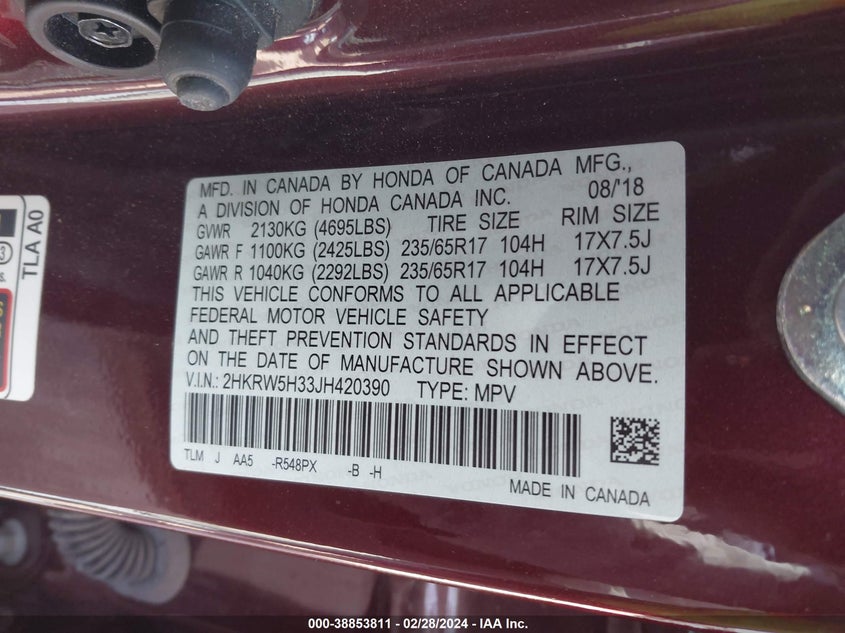 MFD. IN CANADA BY HONDA OF CANADA MFG.,
A DIVISION OF HONDA CANADA INC. 08/'18
GVWR 2130KG (4695LBS) TIRE SIZE RIM SIZE
GAWR F 1100KG (2425LBS) 235/65R17 104H 17X7.5J
GAWR R 1040KG (2292LBS) 235/65R17 104H 17X7.5J
THIS VEHICLE CONFORMS TO ALL APPLICABLE
FEDERAL MOTOR VEHICLE SAFETY
AND THEFT PREVENTION STANDARDS IN EFFECT
ON THE DATE OF MANUFACTURE SHOWN ABOVE.
V.I.N.: 2HKRW5H33JH420390 TYPE: MPV
TLM J AA5 -R548PX -B -H
MADE IN CANADA
TLA A0
000-38853811 - 02/28/2024 - IAA Inc.